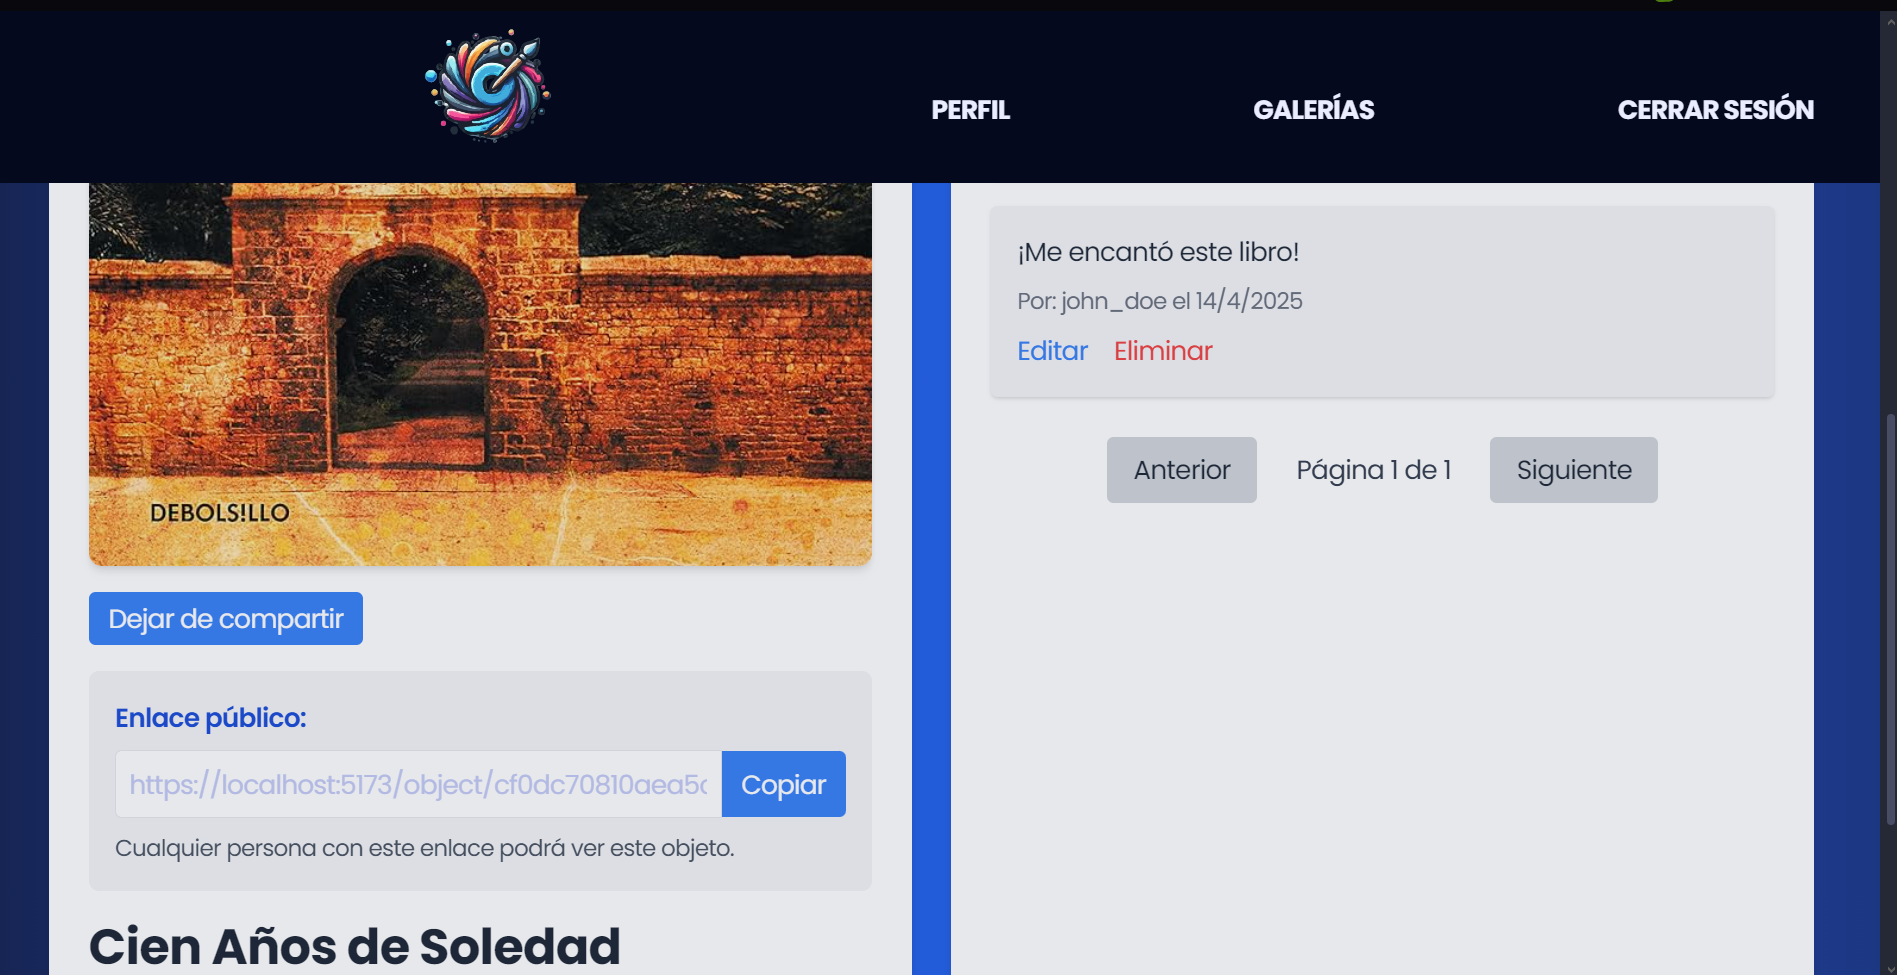 PERFIL
GALERÍAS
CERRAR SESIÓN
DEBOLS!LLO
Dejar de compartir
Enlace público:
https://localhost:5173/object/cf0dc70810aea5c
Copiar
Cualquier persona con este enlace podrá ver este objeto.
Cien Años de Soledad
¡Me encantó este libro!
Por: john_doe el 14/4/2025
Editar Eliminar
Anterior Página 1 de 1 Siguiente